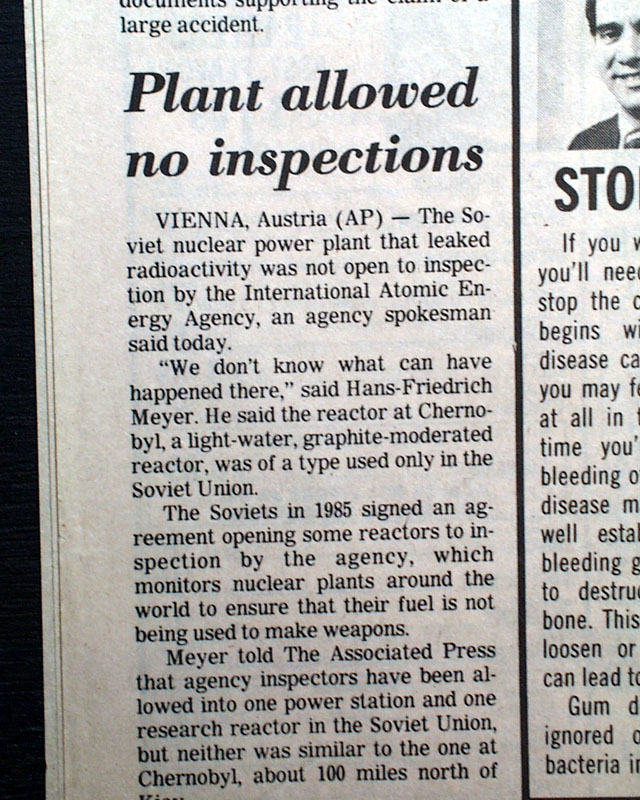 documents supporting the claim of a
large accident.
Plant allowed
no inspections
VIENNA, Austria (AP) — The So-
viet nuclear power plant that leaked
radioactivity was not open to inspec-
tion by the International Atomic En-
ergy Agency, an agency spokesman
said today.
“We don’t know what can have
happened there,” said Hans-Friedrich
Meyer. He said the reactor at Cherno-
byl, a light-water, graphite-moderated
reactor, was of a type used only in the
Soviet Union.
The Soviets in 1985 signed an ag-
reement opening some reactors to in-
spection by the agency, which
monitors nuclear plants around the
world to ensure that their fuel is not
being used to make weapons.
Meyer told The Associated Press
that agency inspectors have been al-
lowed into one power station and one
research reactor in the Soviet Union,
but neither was similar to the one at
Chernobyl, about 100 miles north of
STO
If you
you’ll nee
stop the
begins
disease ca
you may
at all in
time you’
bleeding
disease
well
bleeding
to
bone. This
loosen or
can lead
Gum
ignored
bacteria